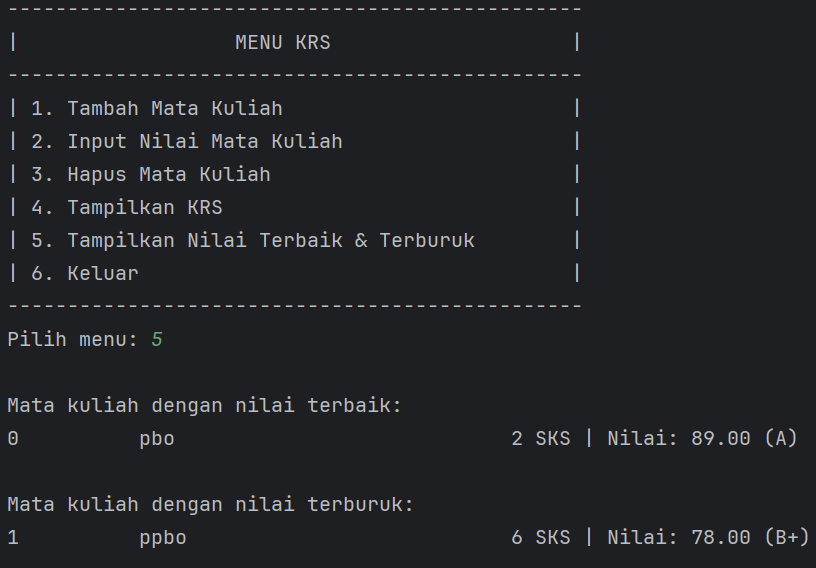 ------------------------------------------------
|                  MENU KRS                    |
------------------------------------------------
| 1. Tambah Mata Kuliah                        |
| 2. Input Nilai Mata Kuliah                   |
| 3. Hapus Mata Kuliah                         |
| 4. Tampilkan KRS                             |
| 5. Tampilkan Nilai Terbaik & Terburuk        |
| 6. Keluar                                    |
------------------------------------------------
Pilih menu: 5
Mata kuliah dengan nilai terbaik:
0          pbo                            2 SKS | Nilai: 89.00 (A)
Mata kuliah dengan nilai terburuk:
1          ppbo                           6 SKS | Nilai: 78.00 (B+)